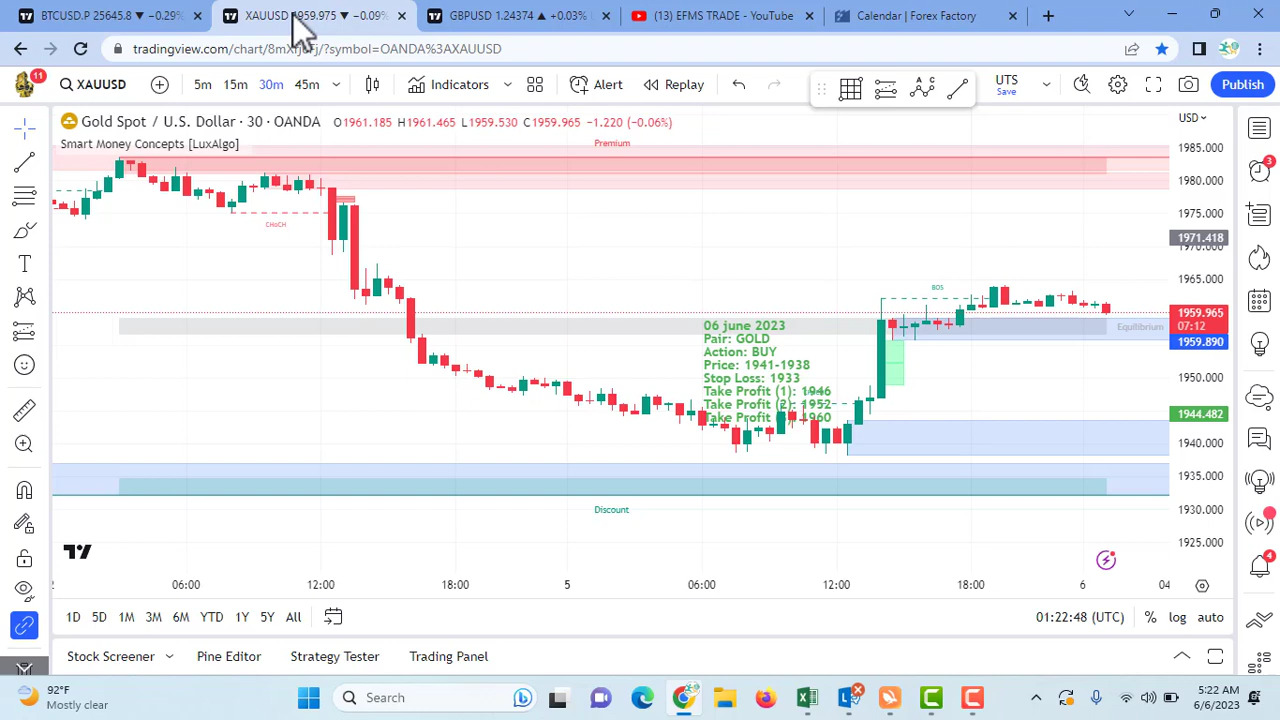 BTCUSD.P 25645.8 ▼ −0.29%
XAUUSD 1959.975 ▼ −0.09%
GBPUSD 1.24374 ▲ +0.03%
(13) EFMS TRADE - YouTube
Calendar | Forex Factory
tradingview.com/chart/
?symbol=OANDA%3AXAUUSD
11
XAUUSD
5m 15m 30m 45m
Indicators
Alert
Replay
UTS
Save
Publish
Gold Spot / U.S. Dollar · 30 · OANDA O1961.185 H1961.465 L1959.530 C1959.965 −1.220 (−0.06%)
USD
Smart Money Concepts [LuxAlgo]
Premium
1985.000
1980.000
1975.000
CHoCH
1971.418
1970.000
1965.000
BOS
1959.965
07:12
1959.890
Equilibrium
06 june 2023
Pair: GOLD
Action: BUY
Price: 1941-1938
Stop Loss: 1933
Take Profit (1): 1946
Take Profit (2): 1952
Take Profit (3): 1960
1950.000
1944.482
1940.000
1935.000
1930.000
1925.000
Discount
3
4
06:00 12:00 18:00 5 06:00 12:00 18:00 6 04
1D 5D 1M 3M 6M YTD 1Y 5Y All
01:22:48 (UTC) % log auto
Stock Screener Pine Editor Strategy Tester Trading Panel
92°F
Mostly clear
Search
5:22 AM
6/6/2023